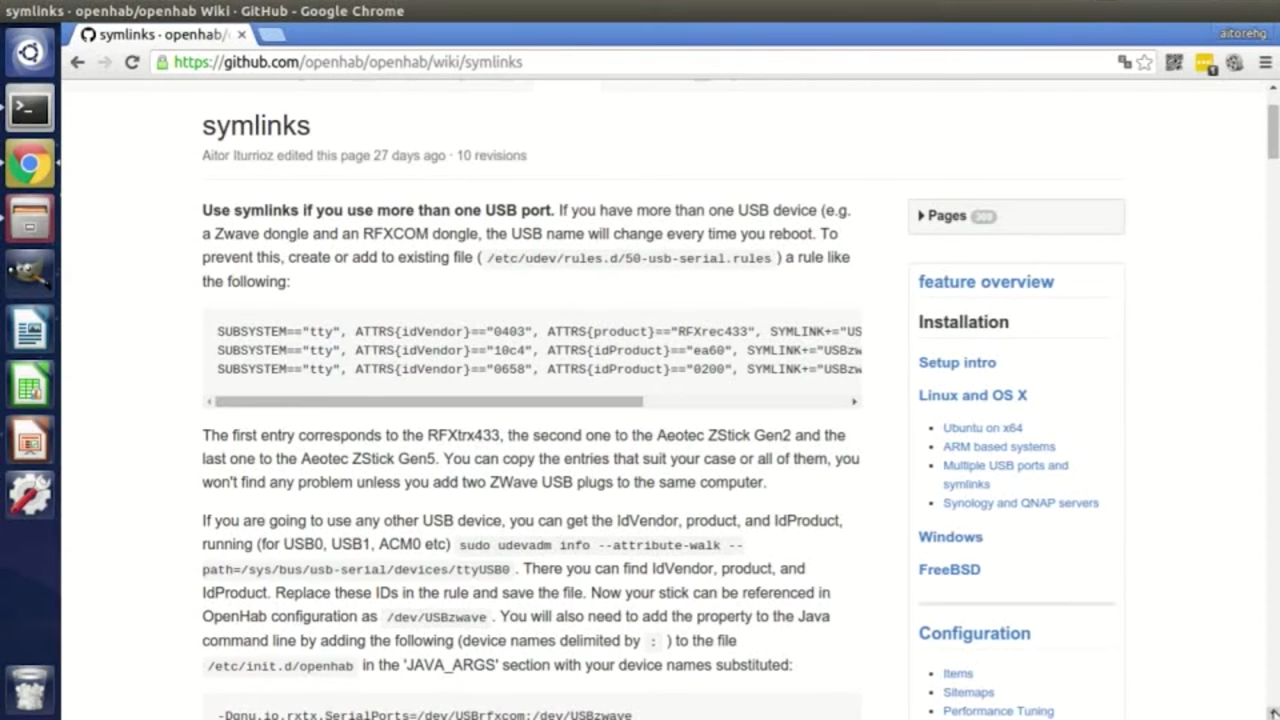 symlinks · openhab/openhab Wiki · GitHub - Google Chrome
symlinks · openhab/
aitorehg
https://github.com/openhab/openhab/wiki/symlinks
symlinks
Aitor Iturrioz edited this page 27 days ago · 10 revisions
Use symlinks if you use more than one USB port. If you have more than one USB device (e.g.
a Zwave dongle and an RFXCOM dongle, the USB name will change every time you reboot. To
prevent this, create or add to existing file ( /etc/udev/rules.d/50-usb-serial.rules ) a rule like
the following:
SUBSYSTEM=="tty", ATTRS{idVendor}=="0403", ATTRS{product}=="RFXrec433", SYMLINK+="US
SUBSYSTEM=="tty", ATTRS{idVendor}=="10c4", ATTRS{idProduct}=="ea60", SYMLINK+="USBzw
SUBSYSTEM=="tty", ATTRS{idVendor}=="0658", ATTRS{idProduct}=="0200", SYMLINK+="USBzw
The first entry corresponds to the RFXtrx433, the second one to the Aeotec ZStick Gen2 and the
last one to the Aeotec ZStick Gen5. You can copy the entries that suit your case or all of them, you
won't find any problem unless you add two ZWave USB plugs to the same computer.
If you are going to use any other USB device, you can get the IdVendor, product, and IdProduct,
running (for USB0, USB1, ACM0 etc) sudo udevadm info --attribute-walk --
path=/sys/bus/usb-serial/devices/ttyUSB0 . There you can find IdVendor, product, and
IdProduct. Replace these IDs in the rule and save the file. Now your stick can be referenced in
OpenHab configuration as /dev/USBzwave . You will also need to add the property to the Java
command line by adding the following (device names delimited by : ) to the file
/etc/init.d/openhab in the 'JAVA_ARGS' section with your device names substituted:
-Dgnu.io.rxtx.SerialPorts=/dev/USBrfxcom:/dev/USBzwave
Pages
feature overview
Installation
Setup intro
Linux and OS X
Ubuntu on x64
ARM based systems
Multiple USB ports and
symlinks
Synology and QNAP servers
Windows
FreeBSD
Configuration
Items
Sitemaps
Performance Tuning